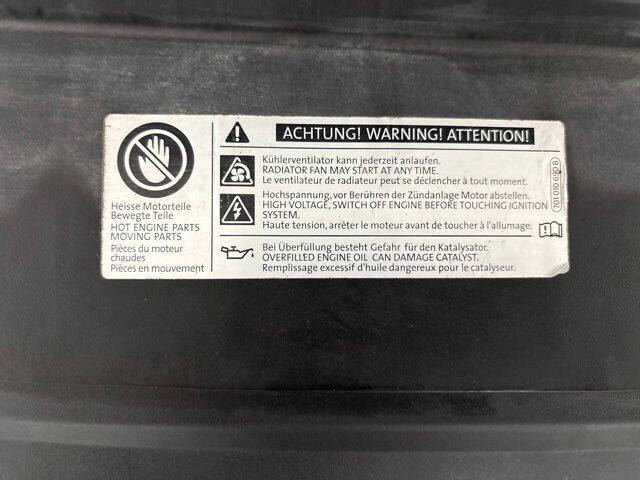 ACHTUNG! WARNING! ATTENTION!
Heisse Motorteile
Bewegte Teile
HOT ENGINE PARTS
MOVING PARTS
Pièces du moteur
chaudes
Pièces en mouvement
Kühlerventilator kann jederzeit anlaufen.
RADIATOR FAN MAY START AT ANY TIME.
Le ventilateur de radiateur peut se déclencher à tout moment.
Hochspannung, vor Berühren der Zündanlage Motor abstellen.
HIGH VOLTAGE, SWITCH OFF ENGINE BEFORE TOUCHING IGNITION
SYSTEM.
Haute tension, arrêter le moteur avant de toucher à l'allumage.
Bei Überfüllung besteht Gefahr für den Katalysator.
OVERFILLED ENGINE OIL CAN DAMAGE CATALYST.
Remplissage excessif d'huile dangereux pour le catalyseur.
701 010 690 B